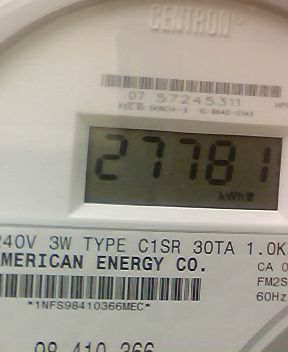 CENTRON®
07 57245311
27781
kWh
240V 3W TYPE C1SR 30TA 1.0K
AMERICAN ENERGY CO.
CA 0
FM2S
60Hz
*1NFS98410366MEC*
98 410 366